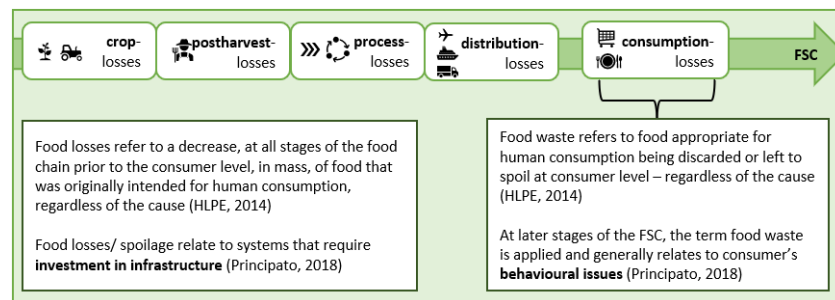 crop-
losses
postharvest-
losses
process-
losses
distribution-
losses
consumption-
losses
FSC
Food losses refer to a decrease, at all stages of the food
chain prior to the consumer level, in mass, of food that
was originally intended for human consumption,
regardless of the cause (HLPE, 2014)
Food losses/ spoilage relate to systems that require
investment in infrastructure (Principato, 2018)
Food waste refers to food appropriate for
human consumption being discarded or left to
spoil at consumer level – regardless of the cause
(HLPE, 2014)
At later stages of the FSC, the term food waste
is applied and generally relates to consumer’s
behavioural issues (Principato, 2018)